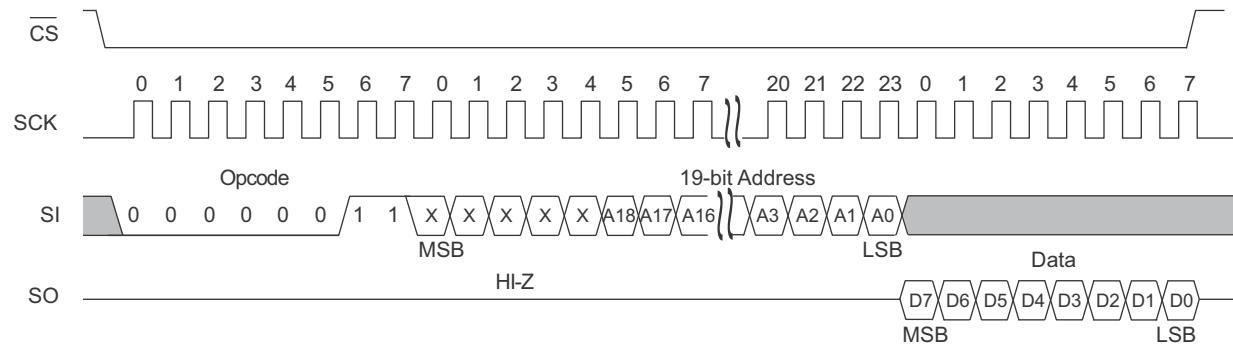 CS
0 1 2 3 4 5 6 7 0 1 2 3 4 5 6 7 20 21 22 23 0 1 2 3 4 5 6 7
SCK
Opcode 19-bit Address
SI 0 0 0 0 0 0 1 1 X X X X X A18 A17 A16 A3 A2 A1 A0
MSB LSB
HI-Z Data
SO D7 D6 D5 D4 D3 D2 D1 D0
MSB LSB